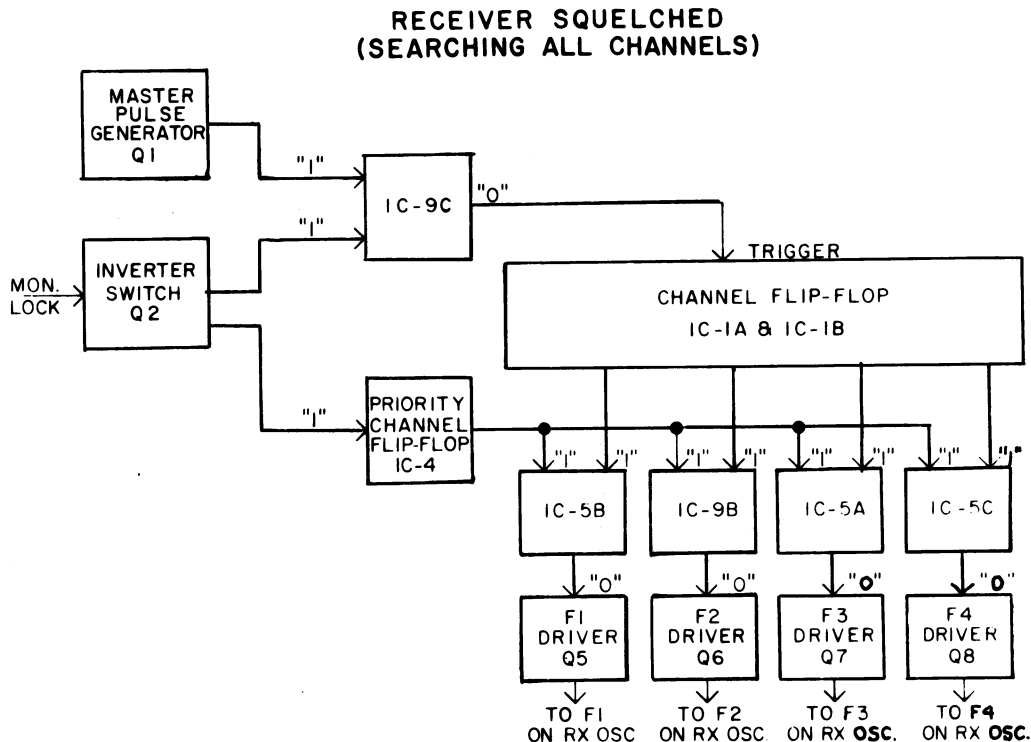 RECEIVER SQUELCHED
(SEARCHING ALL CHANNELS)
MASTER
PULSE
GENERATOR
Q1
"1"
IC-9C
"0"
"1"
MON.
LOCK
INVERTER
SWITCH
Q2
TRIGGER
CHANNEL FLIP-FLOP
IC-1A & IC-1B
"1"
PRIORITY
CHANNEL
FLIP-FLOP
IC-4
"1" "1" "1" "1" "1" "1" "1" "1"
IC-5B IC-9B IC-5A IC-5C
"0" "0" "0" "0"
F1
DRIVER
Q5
F2
DRIVER
Q6
F3
DRIVER
Q7
F4
DRIVER
Q8
TO F1
ON RX OSC
TO F2
ON RX OSC.
TO F3
ON RX OSC.
TO F4
ON RX OSC.